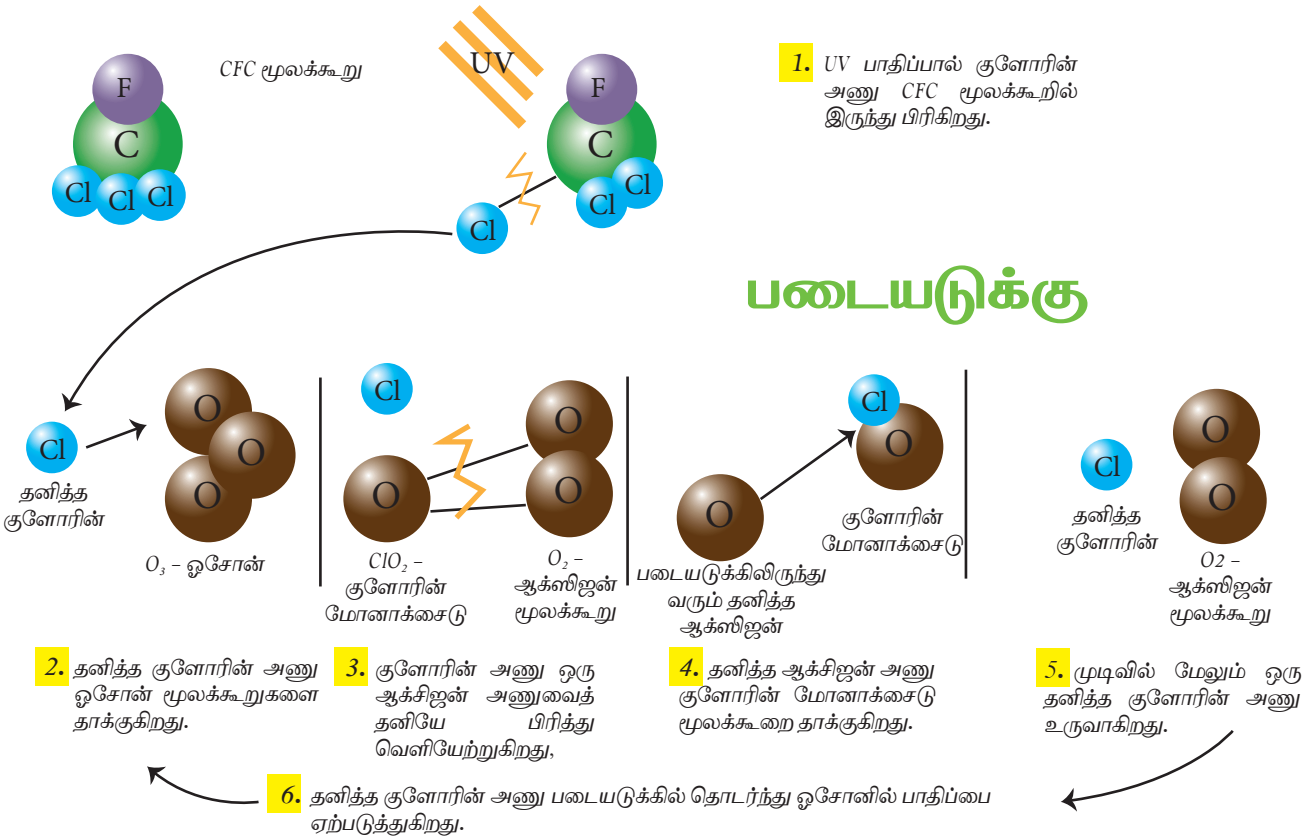 CFC மூலக்கூறு
F
C
Cl
Cl
Cl
UV
F
C
Cl
Cl
Cl
1. UV பாதிப்பால் குளோரின்
அணு CFC மூலக்கூறில்
இருந்து பிரிகிறது.
படையடுக்கு
Cl
தனித்த
குளோரின்
O
O
O
O₃ – ஓசோன்
Cl
O
ClO₂ –
குளோரின்
மோனாக்சைடு
O
O
O₂ –
ஆக்ஸிஜன்
மூலக்கூறு
O
படையடுக்கிலிருந்து
வரும் தனித்த
ஆக்ஸிஜன்
Cl
O
குளோரின்
மோனாக்சைடு
Cl
தனித்த
குளோரின்
O
O
O2 –
ஆக்ஸிஜன்
மூலக்கூறு
2. தனித்த குளோரின் அணு
ஓசோன் மூலக்கூறுகளை
தாக்குகிறது.
3. குளோரின் அணு ஒரு
ஆக்சிஜன் அணுவைத்
தனியே பிரித்து
வெளியேற்றுகிறது,
4. தனித்த ஆக்சிஜன் அணு
குளோரின் மோனாக்சைடு
மூலக்கூறை தாக்குகிறது.
5. முடிவில் மேலும் ஒரு
தனித்த குளோரின் அணு
உருவாகிறது.
6. தனித்த குளோரின் அணு படையடுக்கில் தொடர்ந்து ஓசோனில் பாதிப்பை
ஏற்படுத்துகிறது.